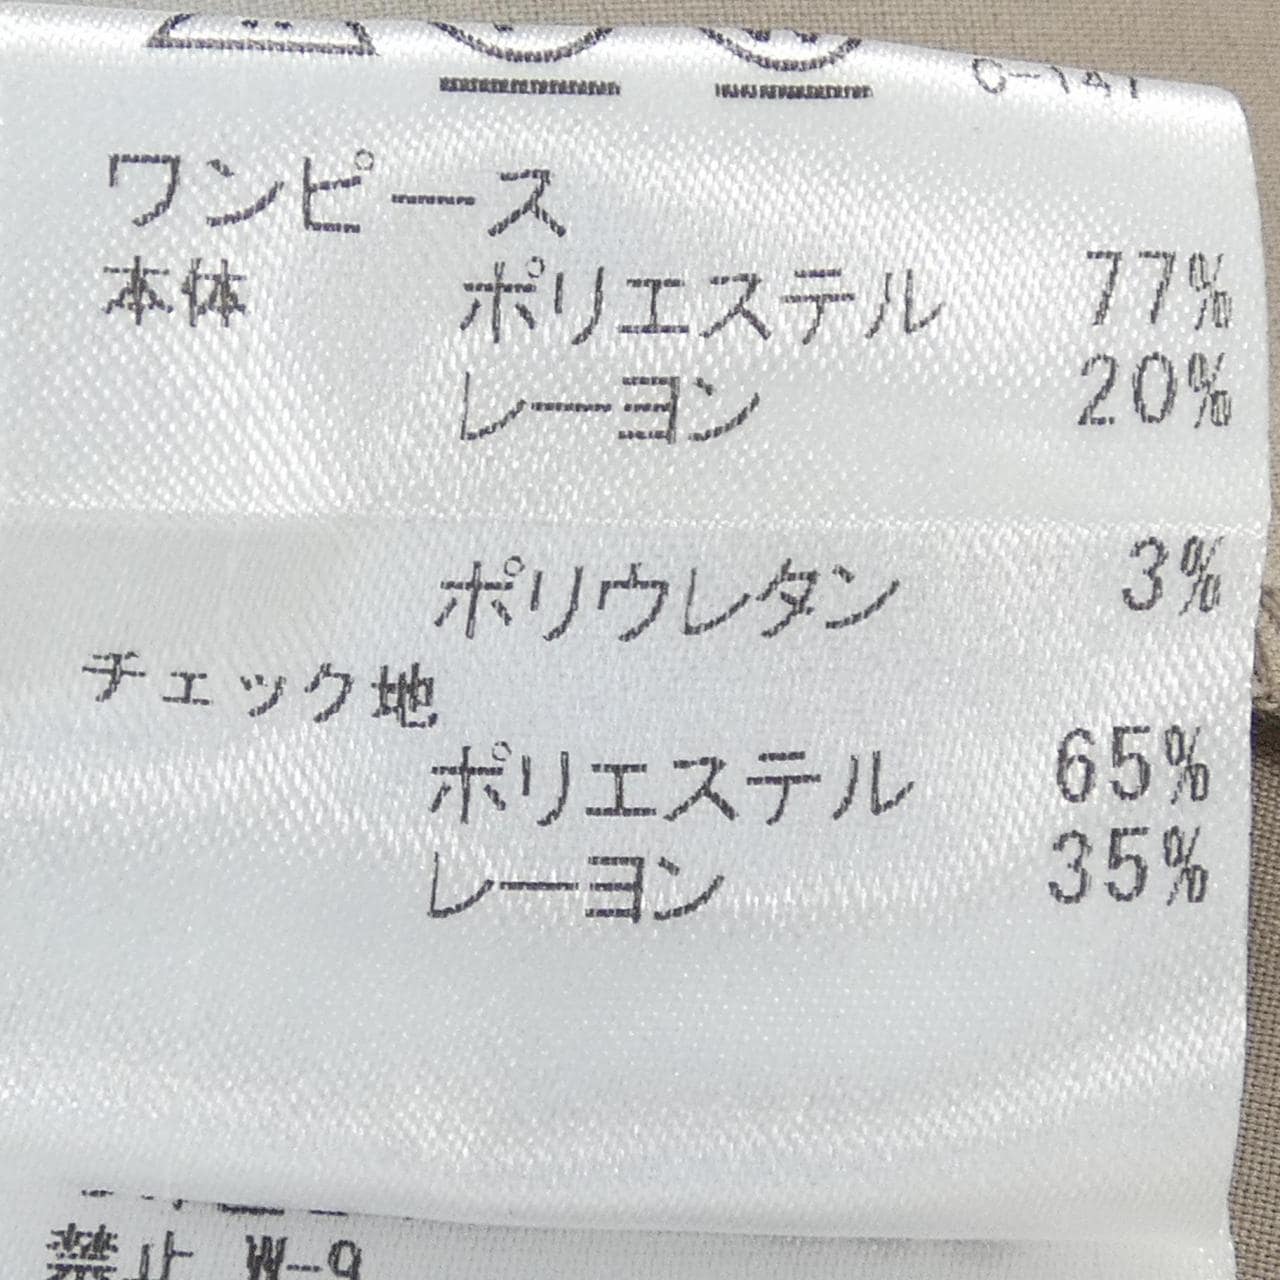 ワンピース
本体 ポリエステル 77%
レーヨン 20%
ポリウレタン 3%
チェック地
ポリエステル 65%
レーヨン 35%
禁止 W-9